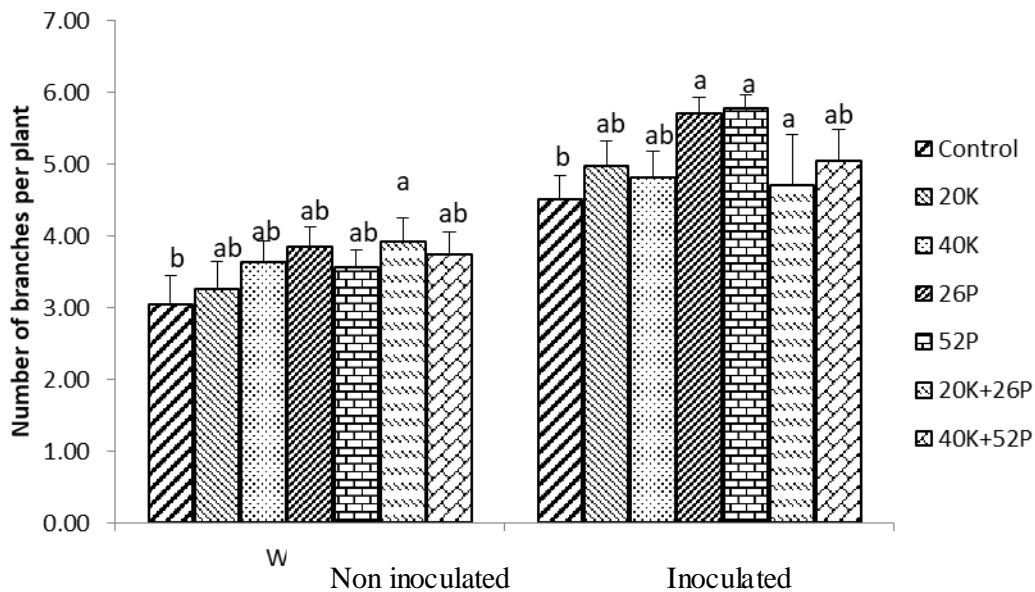 Number of branches per plant
7.00
6.00
5.00
4.00
3.00
2.00
1.00
0.00
b
ab
ab
ab
ab
a
ab
b
ab
ab
a
a
a
ab
Control
20K
40K
26P
52P
20K+26P
40K+52P
W
Non inoculated
Inoculated